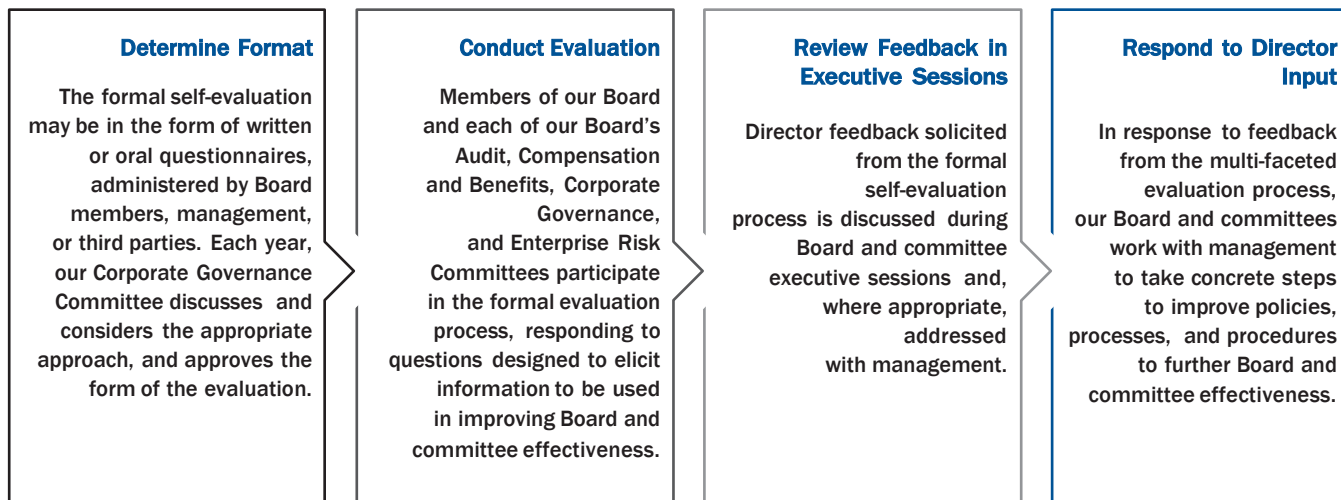 Determine Format
The formal self-evaluation
may be in the form of written
or oral questionnaires,
administered by Board
members, management,
or third parties. Each year,
our Corporate Governance
Committee discusses and
considers the appropriate
approach, and approves the
form of the evaluation.
Conduct Evaluation
Members of our Board
and each of our Board's
Audit, Compensation
and Benefits, Corporate
Governance,
and Enterprise Risk
Committees participate
in the formal evaluation
process, responding to
questions designed to elicit
information to be used
in improving Board and
committee effectiveness.
Review Feedback in
Executive Sessions
Director feedback solicited
from the formal
self-evaluation
process is discussed during
Board and committee
executive sessions and,
where appropriate,
addressed
with management.
Respond to Director
Input
In response to feedback
from the multi-faceted
evaluation process,
our Board and committees
work with management
to take concrete steps
to improve policies,
processes, and procedures
to further Board and
committee effectiveness.